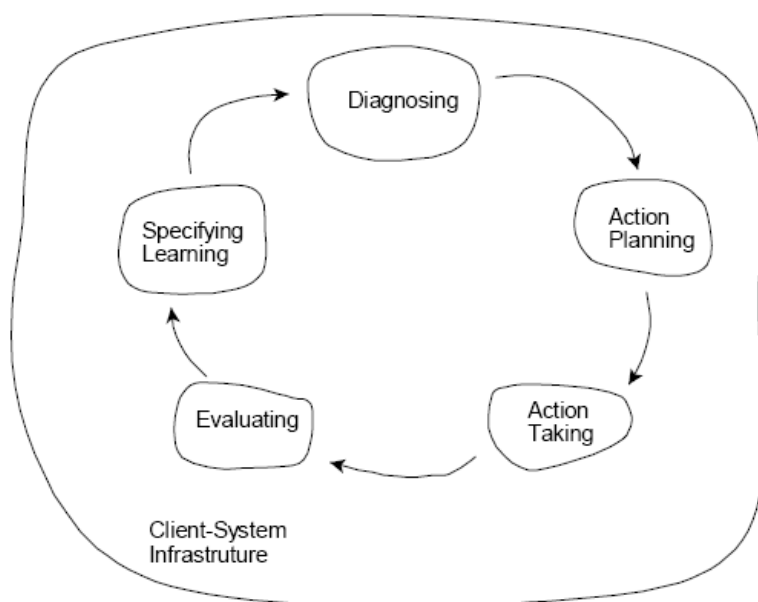 Diagnosing
Action
Planning
Specifying
Learning
Action
Taking
Evaluating
Client-System
Infrastruture